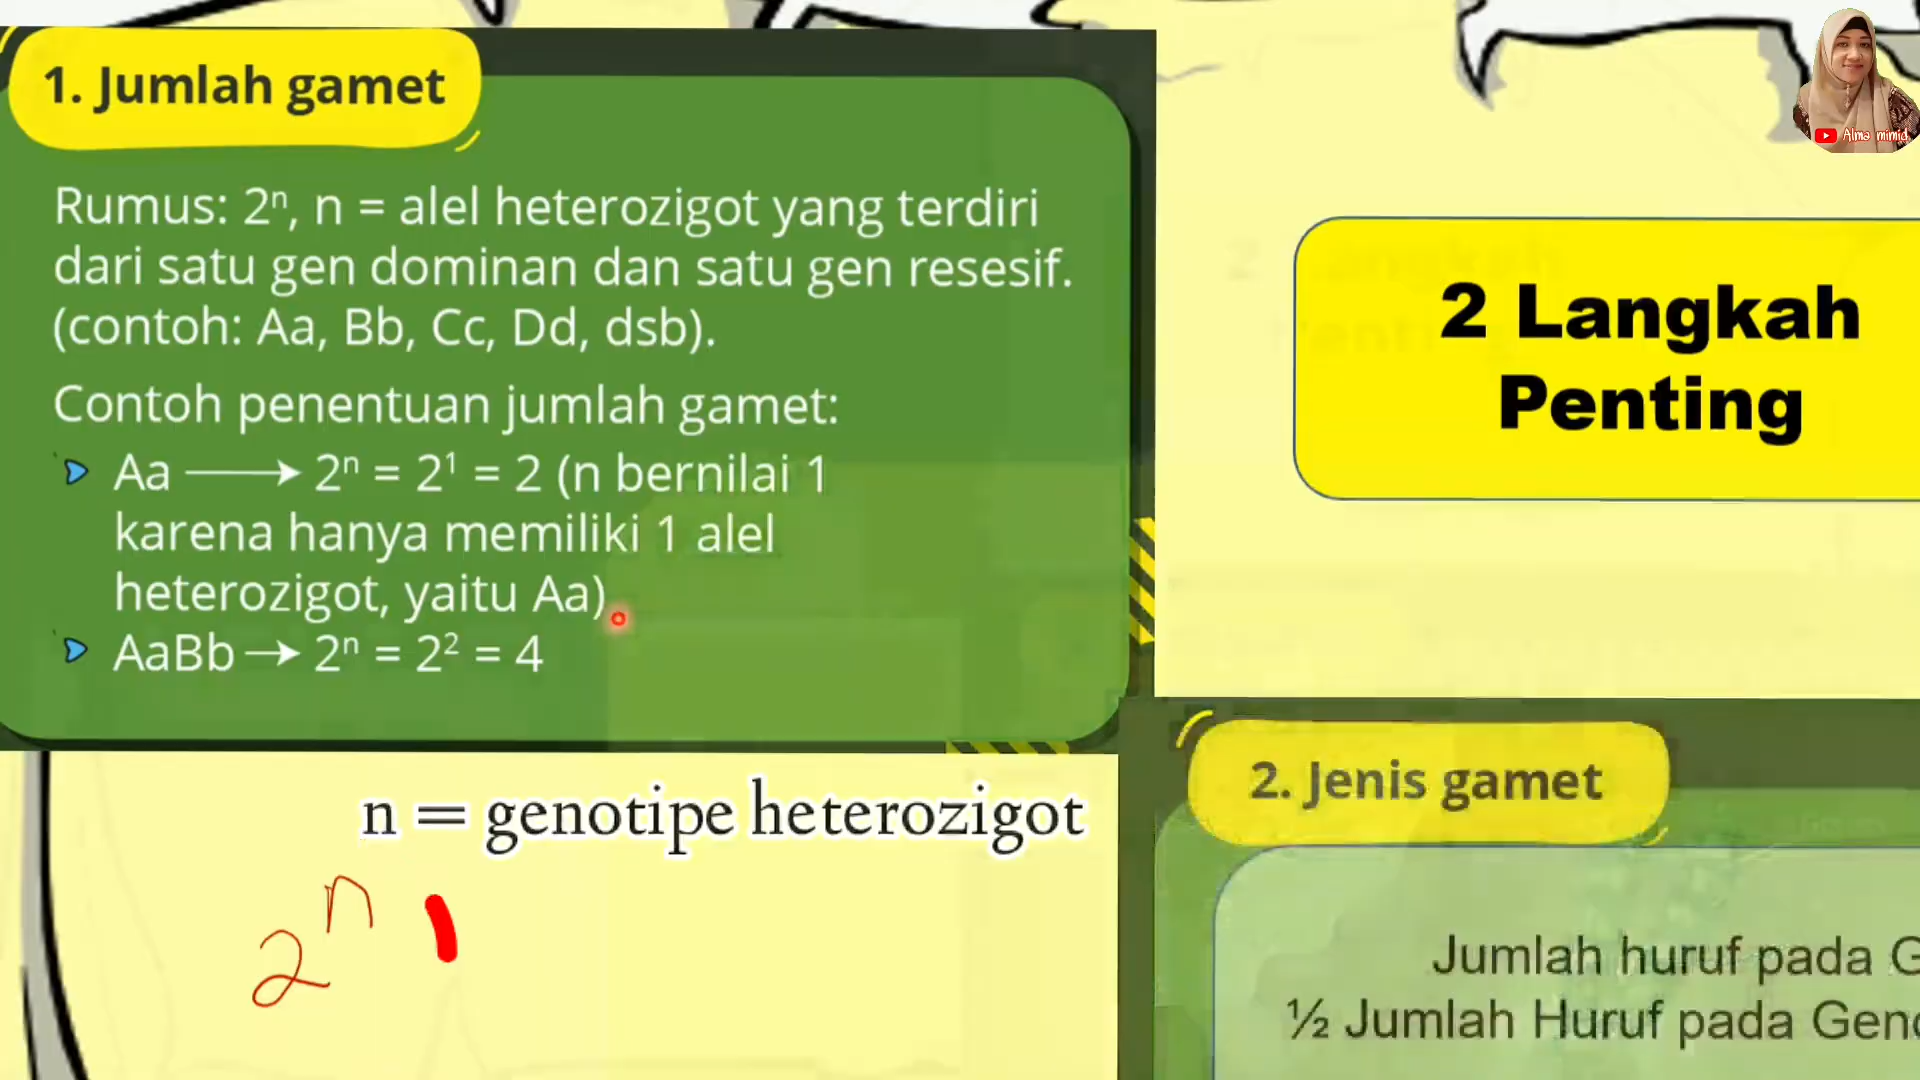 1. Jumlah gamet
Rumus: 2ⁿ, n = alel heterozigot yang terdiri
dari satu gen dominan dan satu gen resesif.
(contoh: Aa, Bb, Cc, Dd, dsb).
Contoh penentuan jumlah gamet:
Aa → 2ⁿ = 2¹ = 2 (n bernilai 1
karena hanya memiliki 1 alel
heterozigot, yaitu Aa)
AaBb → 2ⁿ = 2² = 4
n = genotipe heterozigot
2ⁿ
Alma mimid
2 Langkah
Penting
2. Jenis gamet
Jumlah huruf pada G
½ Jumlah Huruf pada Geno